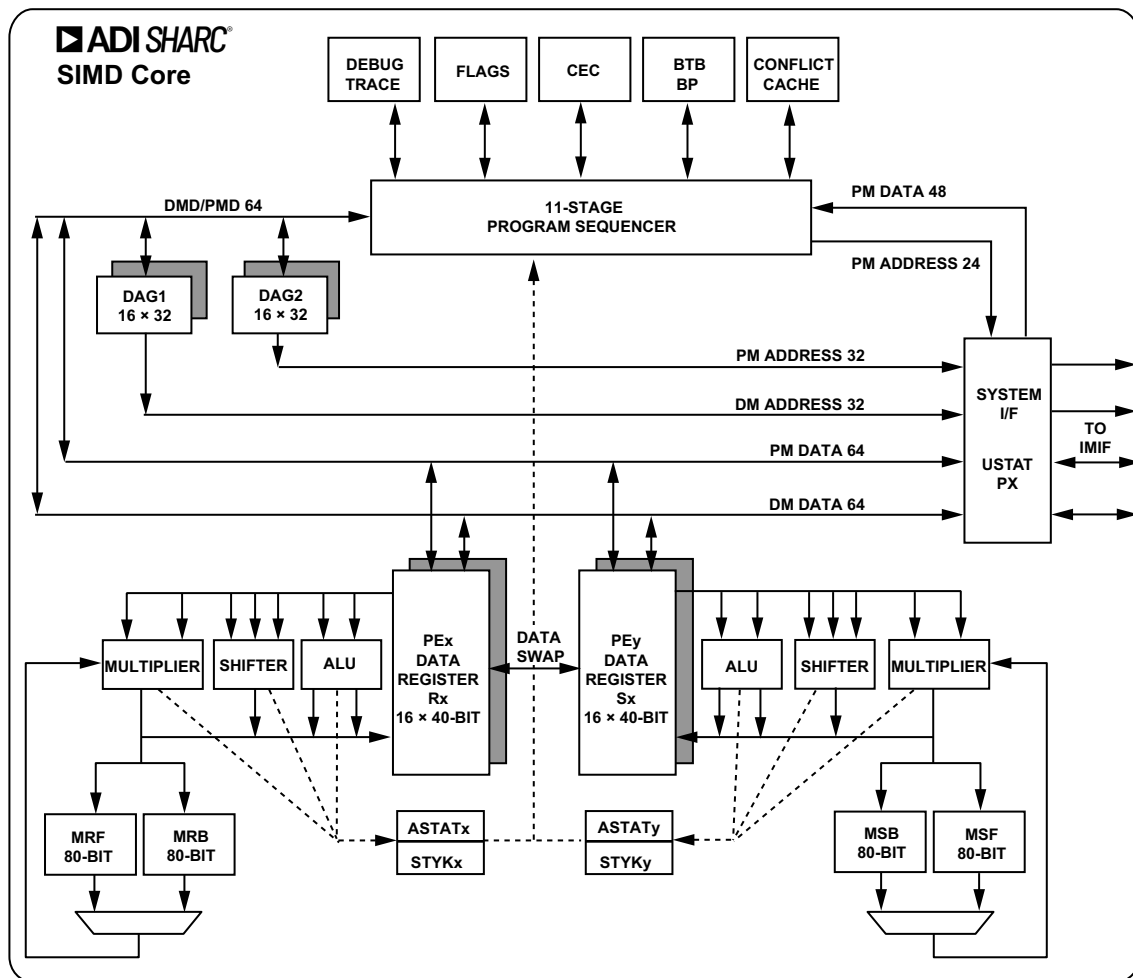 ADI SHARC®
SIMD Core
DEBUG
TRACE
FLAGS
CEC
BTB
BP
CONFLICT
CACHE
DMD/PMD 64
11-STAGE
PROGRAM SEQUENCER
PM DATA 48
PM ADDRESS 24
DAG1
16 × 32
DAG2
16 × 32
PM ADDRESS 32
DM ADDRESS 32
PM DATA 64
DM DATA 64
SYSTEM
I/F
USTAT
PX
TO
IMIF
MULTIPLIER
SHIFTER
ALU
PEx
DATA
REGISTER
Rx
16 × 40-BIT
DATA
SWAP
PEy
DATA
REGISTER
Sx
16 × 40-BIT
ALU
SHIFTER
MULTIPLIER
MRF
80-BIT
MRB
80-BIT
ASTATx
STYKx
ASTATy
STYKy
MSB
80-BIT
MSF
80-BIT